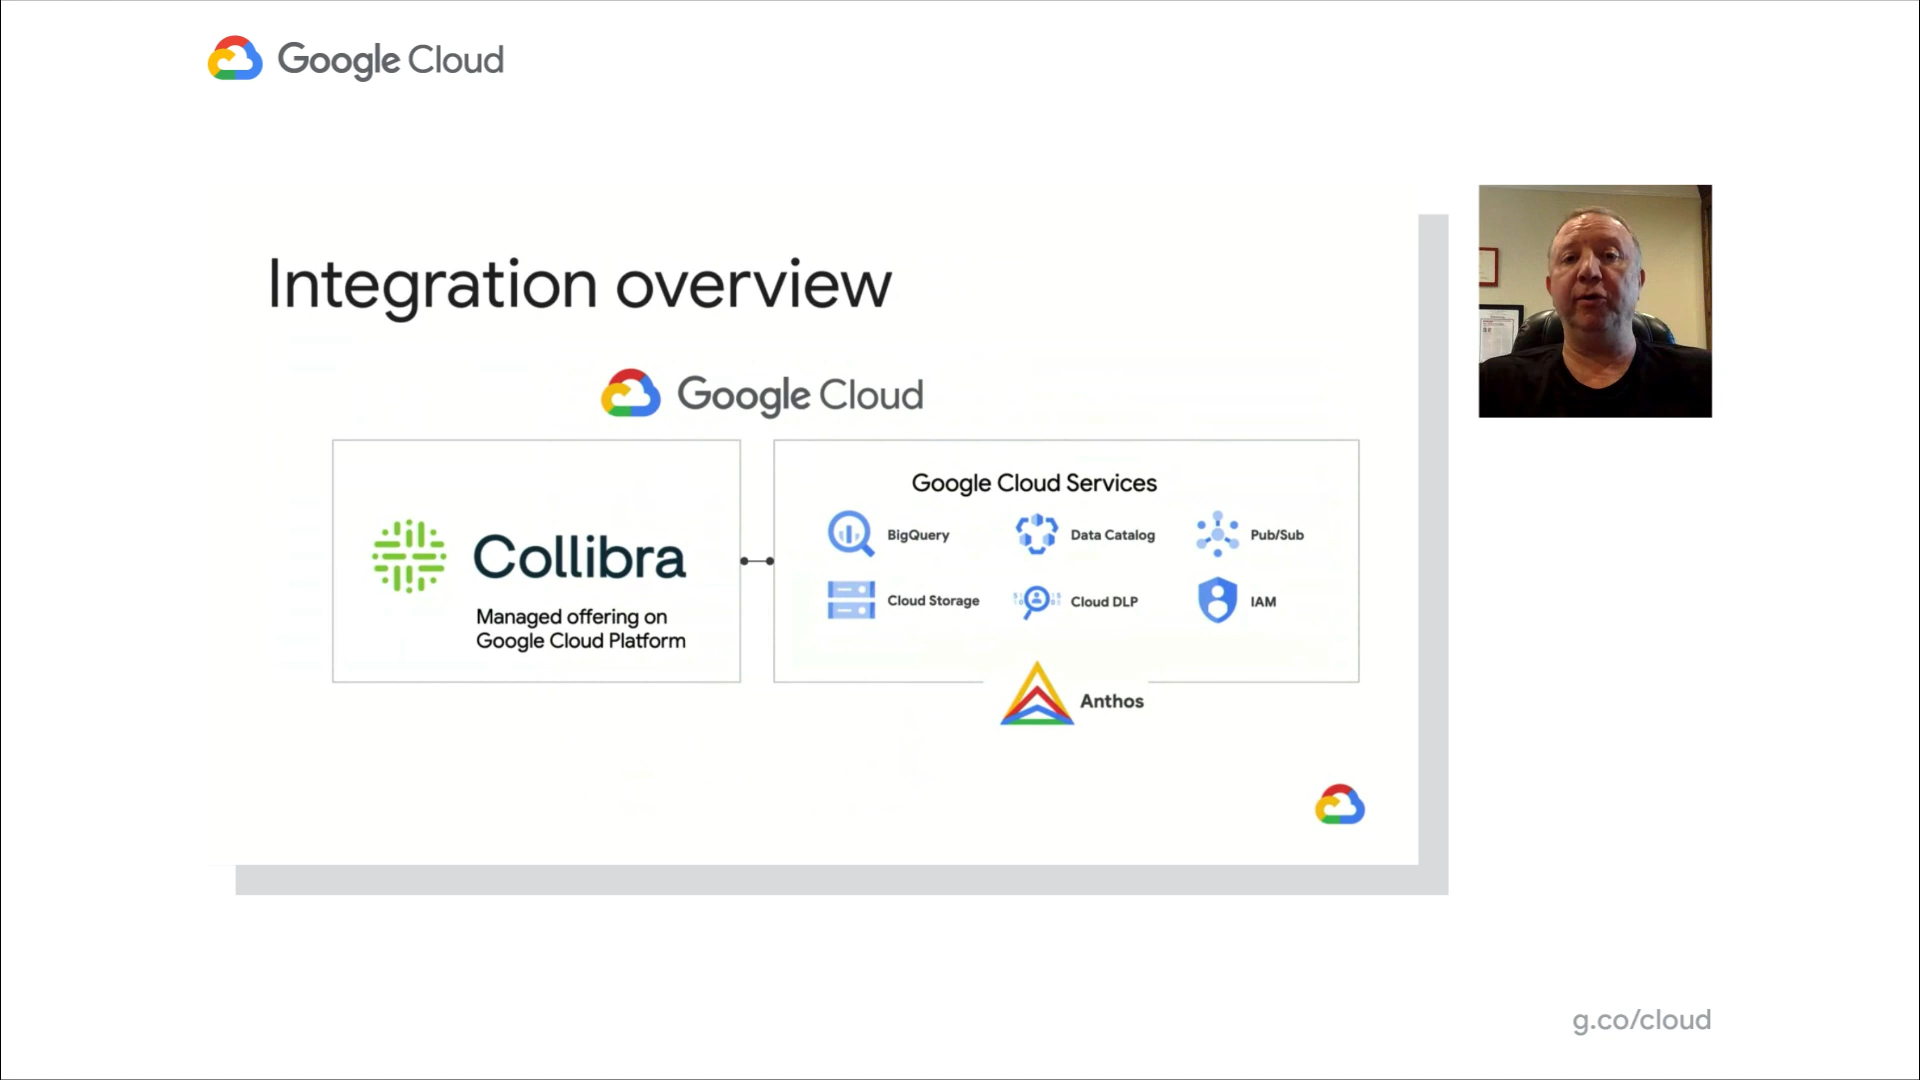 Google Cloud
Integration overview
Google Cloud
Collibra
Managed offering on
Google Cloud Platform
Google Cloud Services
BigQuery
Data Catalog
Pub/Sub
Cloud Storage
Cloud DLP
IAM
Anthos
g.co/cloud